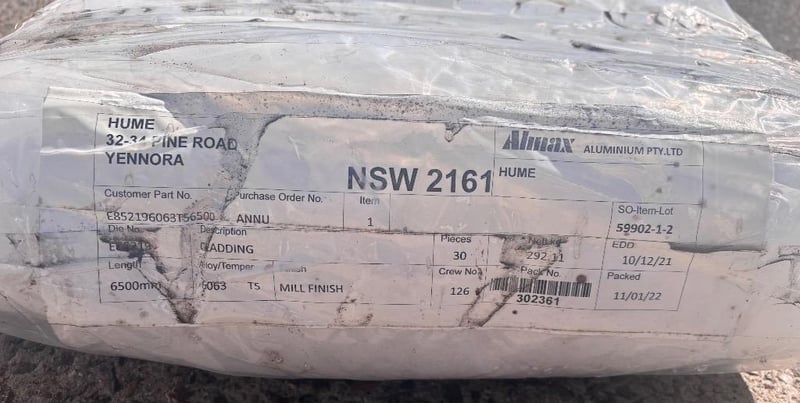 HUME
32-34 PINE ROAD
YENNORA
NSW 2161
Almax ALUMINIUM PTY.LTD
HUME
Customer Part No. Purchase Order No. Item SO-Item-Lot
E852196063T56500 ANNU 1 59902-1-2
Die No Description Pieces Nett kg EDD
CLADDING 30 292.11 10/12/21
Length Alloy/Temper Finish Crew No. Pack No. Packed
6500mm 6063 T5 MILL FINISH 126 302361 11/01/22